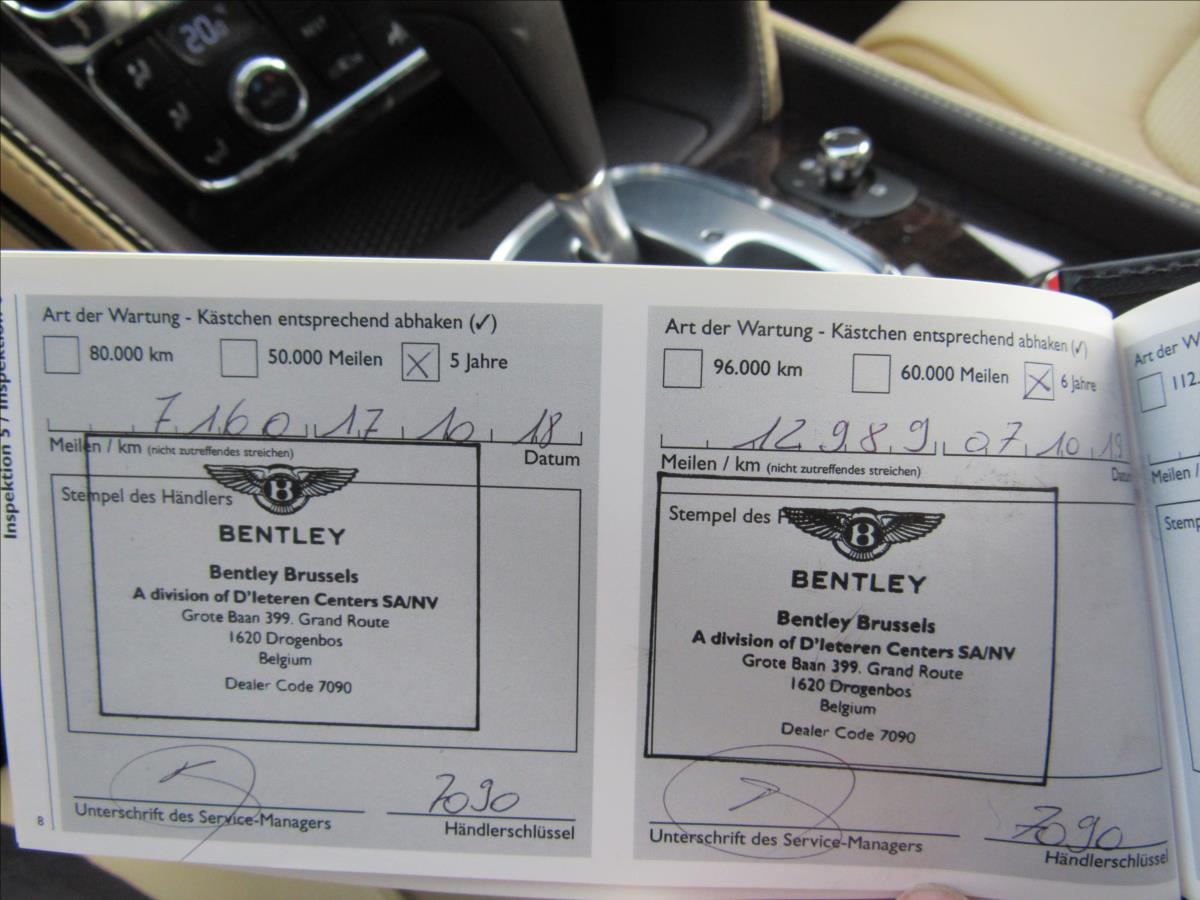 20°
REST
Inspektion 5 / Inspektion
Art der Wartung - Kästchen entsprechend abhaken (✓)
80.000 km 50.000 Meilen X 5 Jahre
7160 17 10 18
Meilen / km (nicht zutreffendes streichen) Datum
Stempel des Händlers
B
BENTLEY
Bentley Brussels
A division of D'Ieteren Centers SA/NV
Grote Baan 399. Grand Route
1620 Drogenbos
Belgium
Dealer Code 7090
7090
Unterschrift des Service-Managers Händlerschlüssel
8
Art der Wartung - Kästchen entsprechend abhaken (✓)
96.000 km 60.000 Meilen X 6 Jahre
12989 07 10 19
Meilen / km (nicht zutreffendes streichen)
Stempel des
B
BENTLEY
Bentley Brussels
A division of D'Ieteren Centers SA/NV
Grote Baan 399. Grand Route
1620 Drogenbos
Belgium
Dealer Code 7090
7090
Unterschrift des Service-Managers Händlerschlüssel
Art der W
112.
Meilen /
Stemp